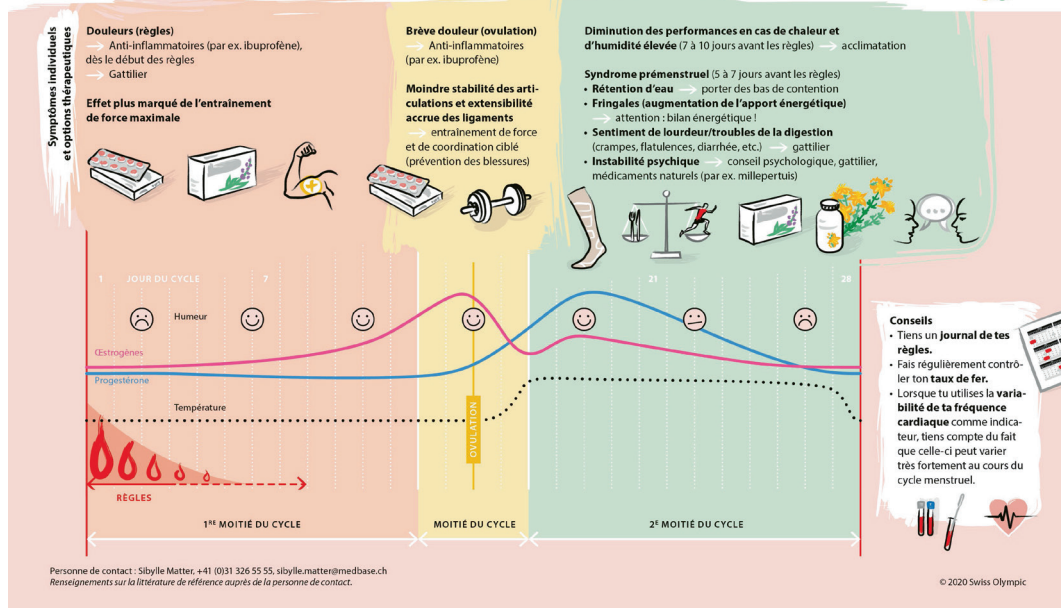 Symptômes individuels
et options thérapeutiques
Douleurs (règles)
→ Anti-inflammatoires (par ex. ibuprofène),
dès le début des règles
→ Gattilier
Effet plus marqué de l'entraînement
de force maximale
Brève douleur (ovulation)
→ Anti-inflammatoires
(par ex. ibuprofène)
Moindre stabilité des arti-
culations et extensibilité
accrue des ligaments
→ entraînement de force
et de coordination ciblé
(prévention des blessures)
Diminution des performances en cas de chaleur et
d'humidité élevée (7 à 10 jours avant les règles) → acclimatation
Syndrome prémenstruel (5 à 7 jours avant les règles)
• Rétention d'eau → porter des bas de contention
• Fringales (augmentation de l'apport énergétique)
→ attention : bilan énergétique !
• Sentiment de lourdeur/troubles de la digestion
(crampes, flatulences, diarrhée, etc.) → gattilier
• Instabilité psychique → conseil psychologique, gattilier,
médicaments naturels (par ex. millepertuis)
1 JOUR DU CYCLE 7 21 28
Humeur
Œstrogènes
Progestérone
Température
OVULATION
RÈGLES
1RE MOITIÉ DU CYCLE
MOITIÉ DU CYCLE
2E MOITIÉ DU CYCLE
Conseils
• Tiens un journal de tes
règles.
• Fais régulièrement contrô-
ler ton taux de fer.
• Lorsque tu utilises la varia-
bilité de ta fréquence
cardiaque comme indica-
teur, tiens compte du fait
que celle-ci peut varier
très fortement au cours du
cycle menstruel.
Personne de contact : Sibylle Matter, +41 (0)31 326 55 55, sibylle.matter@medbase.ch
Renseignements sur la littérature de référence auprès de la personne de contact.
© 2020 Swiss Olympic